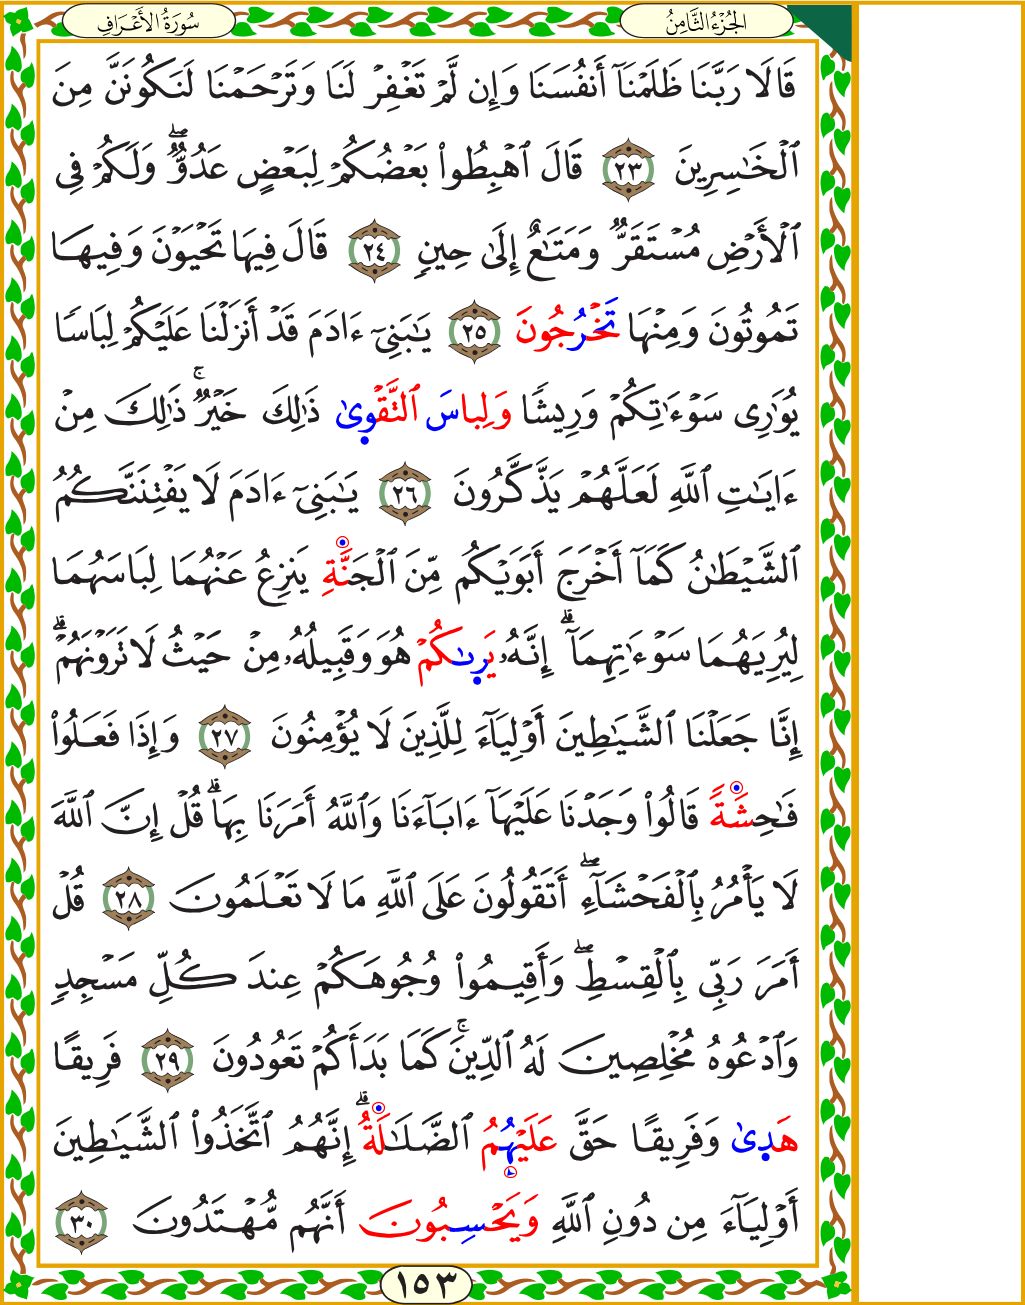 الجُزْءُ الثَّامِنُ
سُورَةُ الأَعْرَافِ
قَالَا رَبَّنَا ظَلَمْنَآ أَنفُسَنَا وَإِن لَّمْ تَغْفِرْ لَنَا وَتَرْحَمْنَا لَنَكُونَنَّ مِنَ
ٱلْخَٰسِرِينَ ٢٣ قَالَ ٱهْبِطُوا۟ بَعْضُكُمْ لِبَعْضٍ عَدُوٌّۖ وَلَكُمْ فِى
ٱلْأَرْضِ مُسْتَقَرٌّ وَمَتَٰعٌ إِلَىٰ حِينٍ ٢٤ قَالَ فِيهَا تَحْيَوْنَ وَفِيهَا
تَمُوتُونَ وَمِنْهَا تَخْرُجُونَ ٢٥ يَٰبَنِىٓ ءَادَمَ قَدْ أَنزَلْنَا عَلَيْكُمْ لِبَاسًا
يُوَٰرِى سَوْءَٰتِكُمْ وَرِيشًا وَلِبَاسَ ٱلتَّقْوِىٰ ذَٰلِكَ خَيْرٌۚ ذَٰلِكَ مِنْ
ءَايَٰتِ ٱللَّهِ لَعَلَّهُمْ يَذَّكَّرُونَ ٢٦ يَٰبَنِىٓ ءَادَمَ لَا يَفْتِنَنَّكُمُ
ٱلشَّيْطَٰنُ كَمَآ أَخْرَجَ أَبَوَيْكُم مِّنَ ٱلْجَنَّةِ يَنزِعُ عَنْهُمَا لِبَاسَهُمَا
لِيُرِيَهُمَا سَوْءَٰتِهِمَآۗ إِنَّهُۥ يَرِىٰكُمْ هُوَ وَقَبِيلُهُۥ مِنْ حَيْثُ لَا تَرَوْنَهُمْۗ
إِنَّا جَعَلْنَا ٱلشَّيَٰطِينَ أَوْلِيَآءَ لِلَّذِينَ لَا يُؤْمِنُونَ ٢٧ وَإِذَا فَعَلُوا۟
فَٰحِشَةً قَالُوا۟ وَجَدْنَا عَلَيْهَآ ءَابَآءَنَا وَٱللَّهُ أَمَرَنَا بِهَاۗ قُلْ إِنَّ ٱللَّهَ
لَا يَأْمُرُ بِٱلْفَحْشَآءِۖ أَتَقُولُونَ عَلَى ٱللَّهِ مَا لَا تَعْلَمُونَ ٢٨ قُلْ
أَمَرَ رَبِّى بِٱلْقِسْطِۖ وَأَقِيمُوا۟ وُجُوهَكُمْ عِندَ كُلِّ مَسْجِدٍ
وَٱدْعُوهُ مُخْلِصِينَ لَهُ ٱلدِّينَۚ كَمَا بَدَأَكُمْ تَعُودُونَ ٢٩ فَرِيقًا
هَدِىٰ وَفَرِيقًا حَقَّ عَلَيْهُمُ ٱلضَّلَٰلَةُۗ إِنَّهُمُ ٱتَّخَذُوا۟ ٱلشَّيَٰطِينَ
أَوْلِيَآءَ مِن دُونِ ٱللَّهِ وَيَحْسِبُونَ أَنَّهُم مُّهْتَدُونَ ٣٠
١٥٣